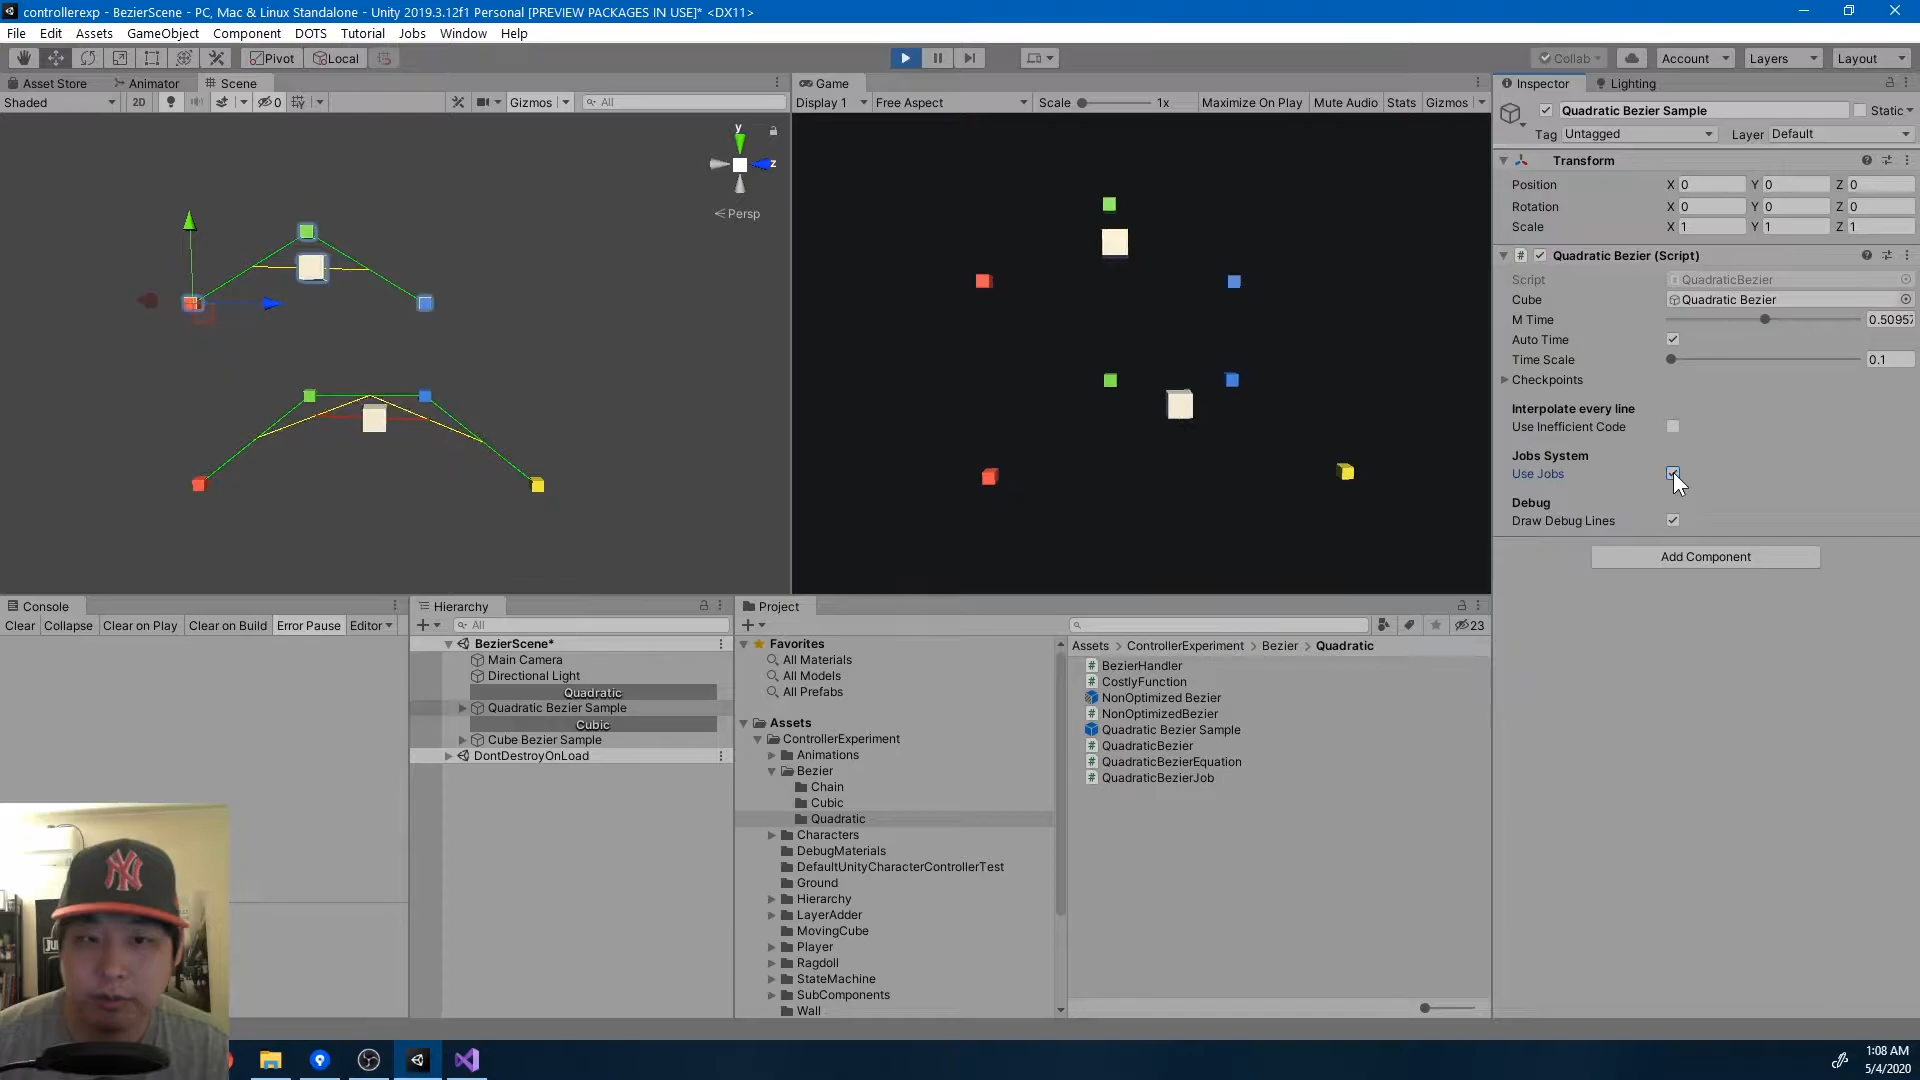 controllerexp - BezierScene - PC, Mac & Linux Standalone - Unity 2019.3.12f1 Personal [PREVIEW PACKAGES IN USE]* <DX11>
File Edit Assets GameObject Component DOTS Tutorial Jobs Window Help
Pivot Local Collab Account Layers Layout
Asset Store Animator Scene Game Inspector Lighting
Shaded 2D 0 Gizmos All Display 1 Free Aspect Scale 1x Maximize On Play Mute Audio Stats Gizmos
y
z
Persp
Quadratic Bezier Sample Static
Tag Untagged Layer Default
Transform
Position X 0 Y 0 Z 0
Rotation X 0 Y 0 Z 0
Scale X 1 Y 1 Z 1
Quadratic Bezier (Script)
Script QuadraticBezier
Cube Quadratic Bezier
M Time 0.50957
Auto Time
Time Scale 0.1
Checkpoints
Interpolate every line
Use Inefficient Code
Jobs System
Use Jobs
Debug
Draw Debug Lines
Add Component
Console
Clear Collapse Clear on Play Clear on Build Error Pause Editor
Hierarchy
All
BezierScene*
Main Camera
Directional Light
Quadratic
Quadratic Bezier Sample
Cubic
Cube Bezier Sample
DontDestroyOnLoad
Project
23
Favorites
All Materials
All Models
All Prefabs
Assets
ControllerExperiment
Animations
Bezier
Chain
Cubic
Quadratic
Characters
DebugMaterials
DefaultUnityCharacterControllerTest
Ground
Hierarchy
LayerAdder
MovingCube
Player
Ragdoll
StateMachine
SubComponents
Wall
Assets > ControllerExperiment > Bezier > Quadratic
BezierHandler
CostlyFunction
NonOptimized Bezier
NonOptimizedBezier
Quadratic Bezier Sample
QuadraticBezier
QuadraticBezierEquation
QuadraticBezierJob
1:08 AM
5/4/2020